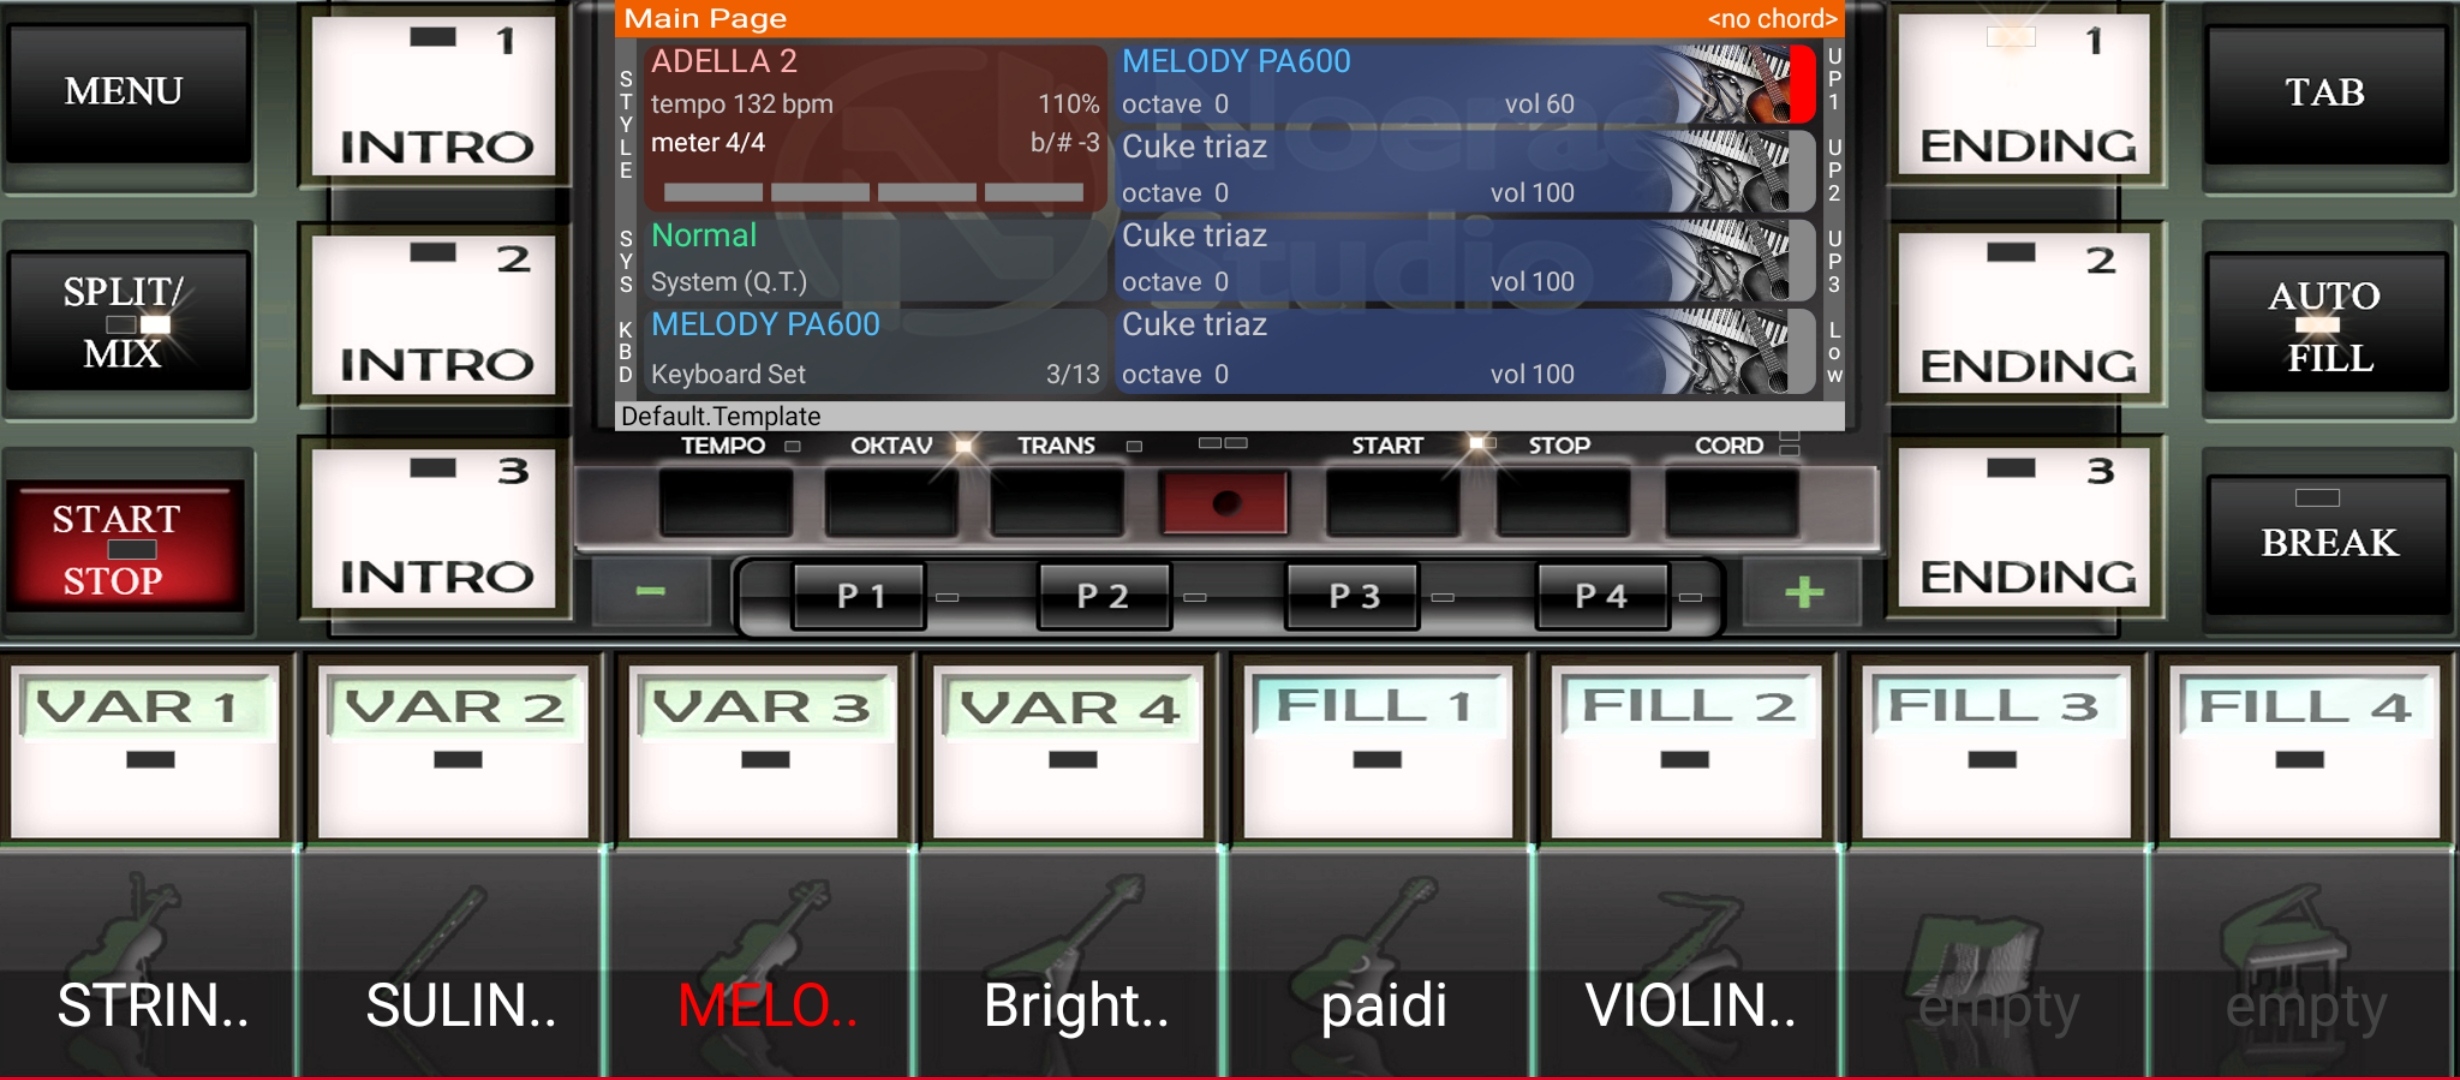 Main Page <no chord>
STYLE
ADELLA 2
tempo 132 bpm 110%
meter 4/4 b/# -3
SYS
Normal
System (Q.T.)
KBD
MELODY PA600
Keyboard Set 3/13
MELODY PA600
octave 0 vol 60
UP1
Cuke triaz
octave 0 vol 100
UP2
Cuke triaz
octave 0 vol 100
UP3
Cuke triaz
octave 0 vol 100
Low
Default.Template
Noerae
Studio
MENU
SPLIT/
MIX
START
STOP
1
INTRO
2
INTRO
3
INTRO
TEMPO OKTAV TRANS START STOP CORD
- P 1 P 2 P 3 P 4 +
1
ENDING
2
ENDING
3
ENDING
TAB
AUTO
FILL
BREAK
VAR 1 VAR 2 VAR 3 VAR 4 FILL 1 FILL 2 FILL 3 FILL 4
STRIN.. SULIN.. MELO.. Bright.. paidi VIOLIN.. empty empty